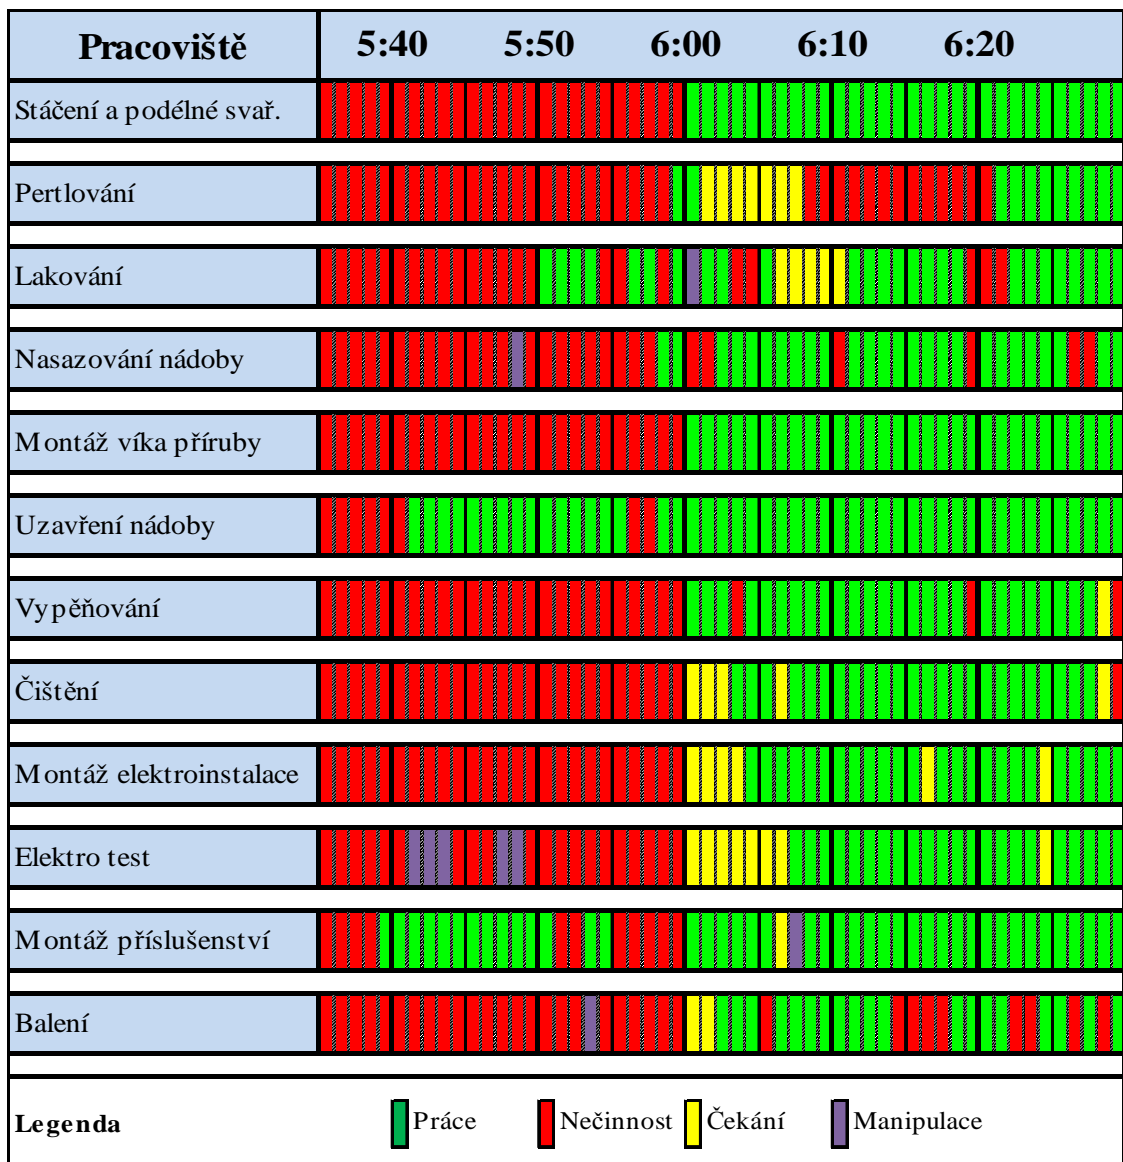 Pracoviště 5:40 5:50 6:00 6:10 6:20
Stáčení a podélné svař.
Pertlování
Lakování
Nasazování nádoby
Montáž víka příruby
Uzavření nádoby
Vypěňování
Čištění
Montáž elektroinstalace
Elektro test
Montáž příslušenství
Balení
Legenda Práce Nečinnost Čekání Manipulace